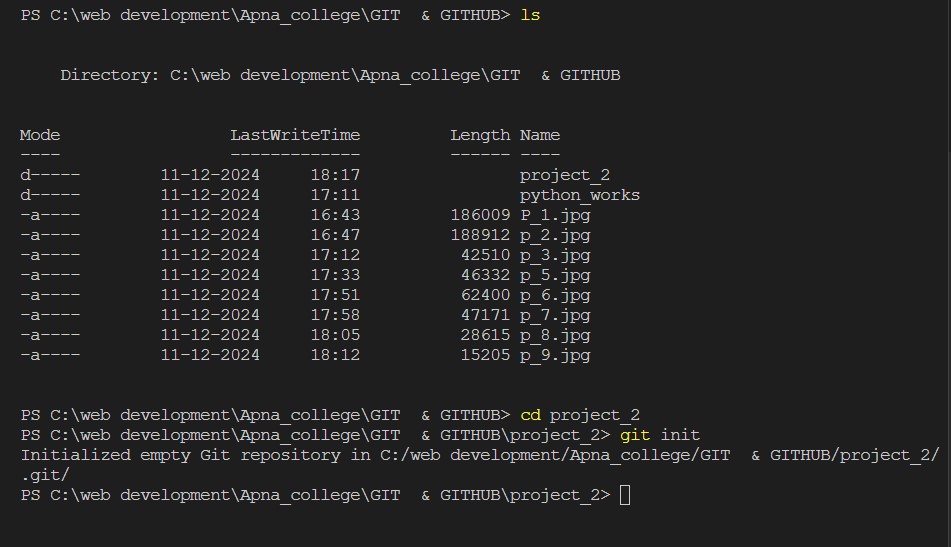 PS C:\web development\Apna_college\GIT  & GITHUB> ls
    Directory: C:\web development\Apna_college\GIT  & GITHUB
Mode                 LastWriteTime         Length Name
----                 -------------         ------ ----
d-----        11-12-2024     18:17                project_2
d-----        11-12-2024     17:11                python_works
-a----        11-12-2024     16:43         186009 P_1.jpg
-a----        11-12-2024     16:47         188912 p_2.jpg
-a----        11-12-2024     17:12          42510 p_3.jpg
-a----        11-12-2024     17:33          46332 p_5.jpg
-a----        11-12-2024     17:51          62400 p_6.jpg
-a----        11-12-2024     17:58          47171 p_7.jpg
-a----        11-12-2024     18:05          28615 p_8.jpg
-a----        11-12-2024     18:12          15205 p_9.jpg
PS C:\web development\Apna_college\GIT  & GITHUB> cd project_2
PS C:\web development\Apna_college\GIT  & GITHUB\project_2> git init
Initialized empty Git repository in C:/web development/Apna_college/GIT  & GITHUB/project_2/
.git/
PS C:\web development\Apna_college\GIT  & GITHUB\project_2>